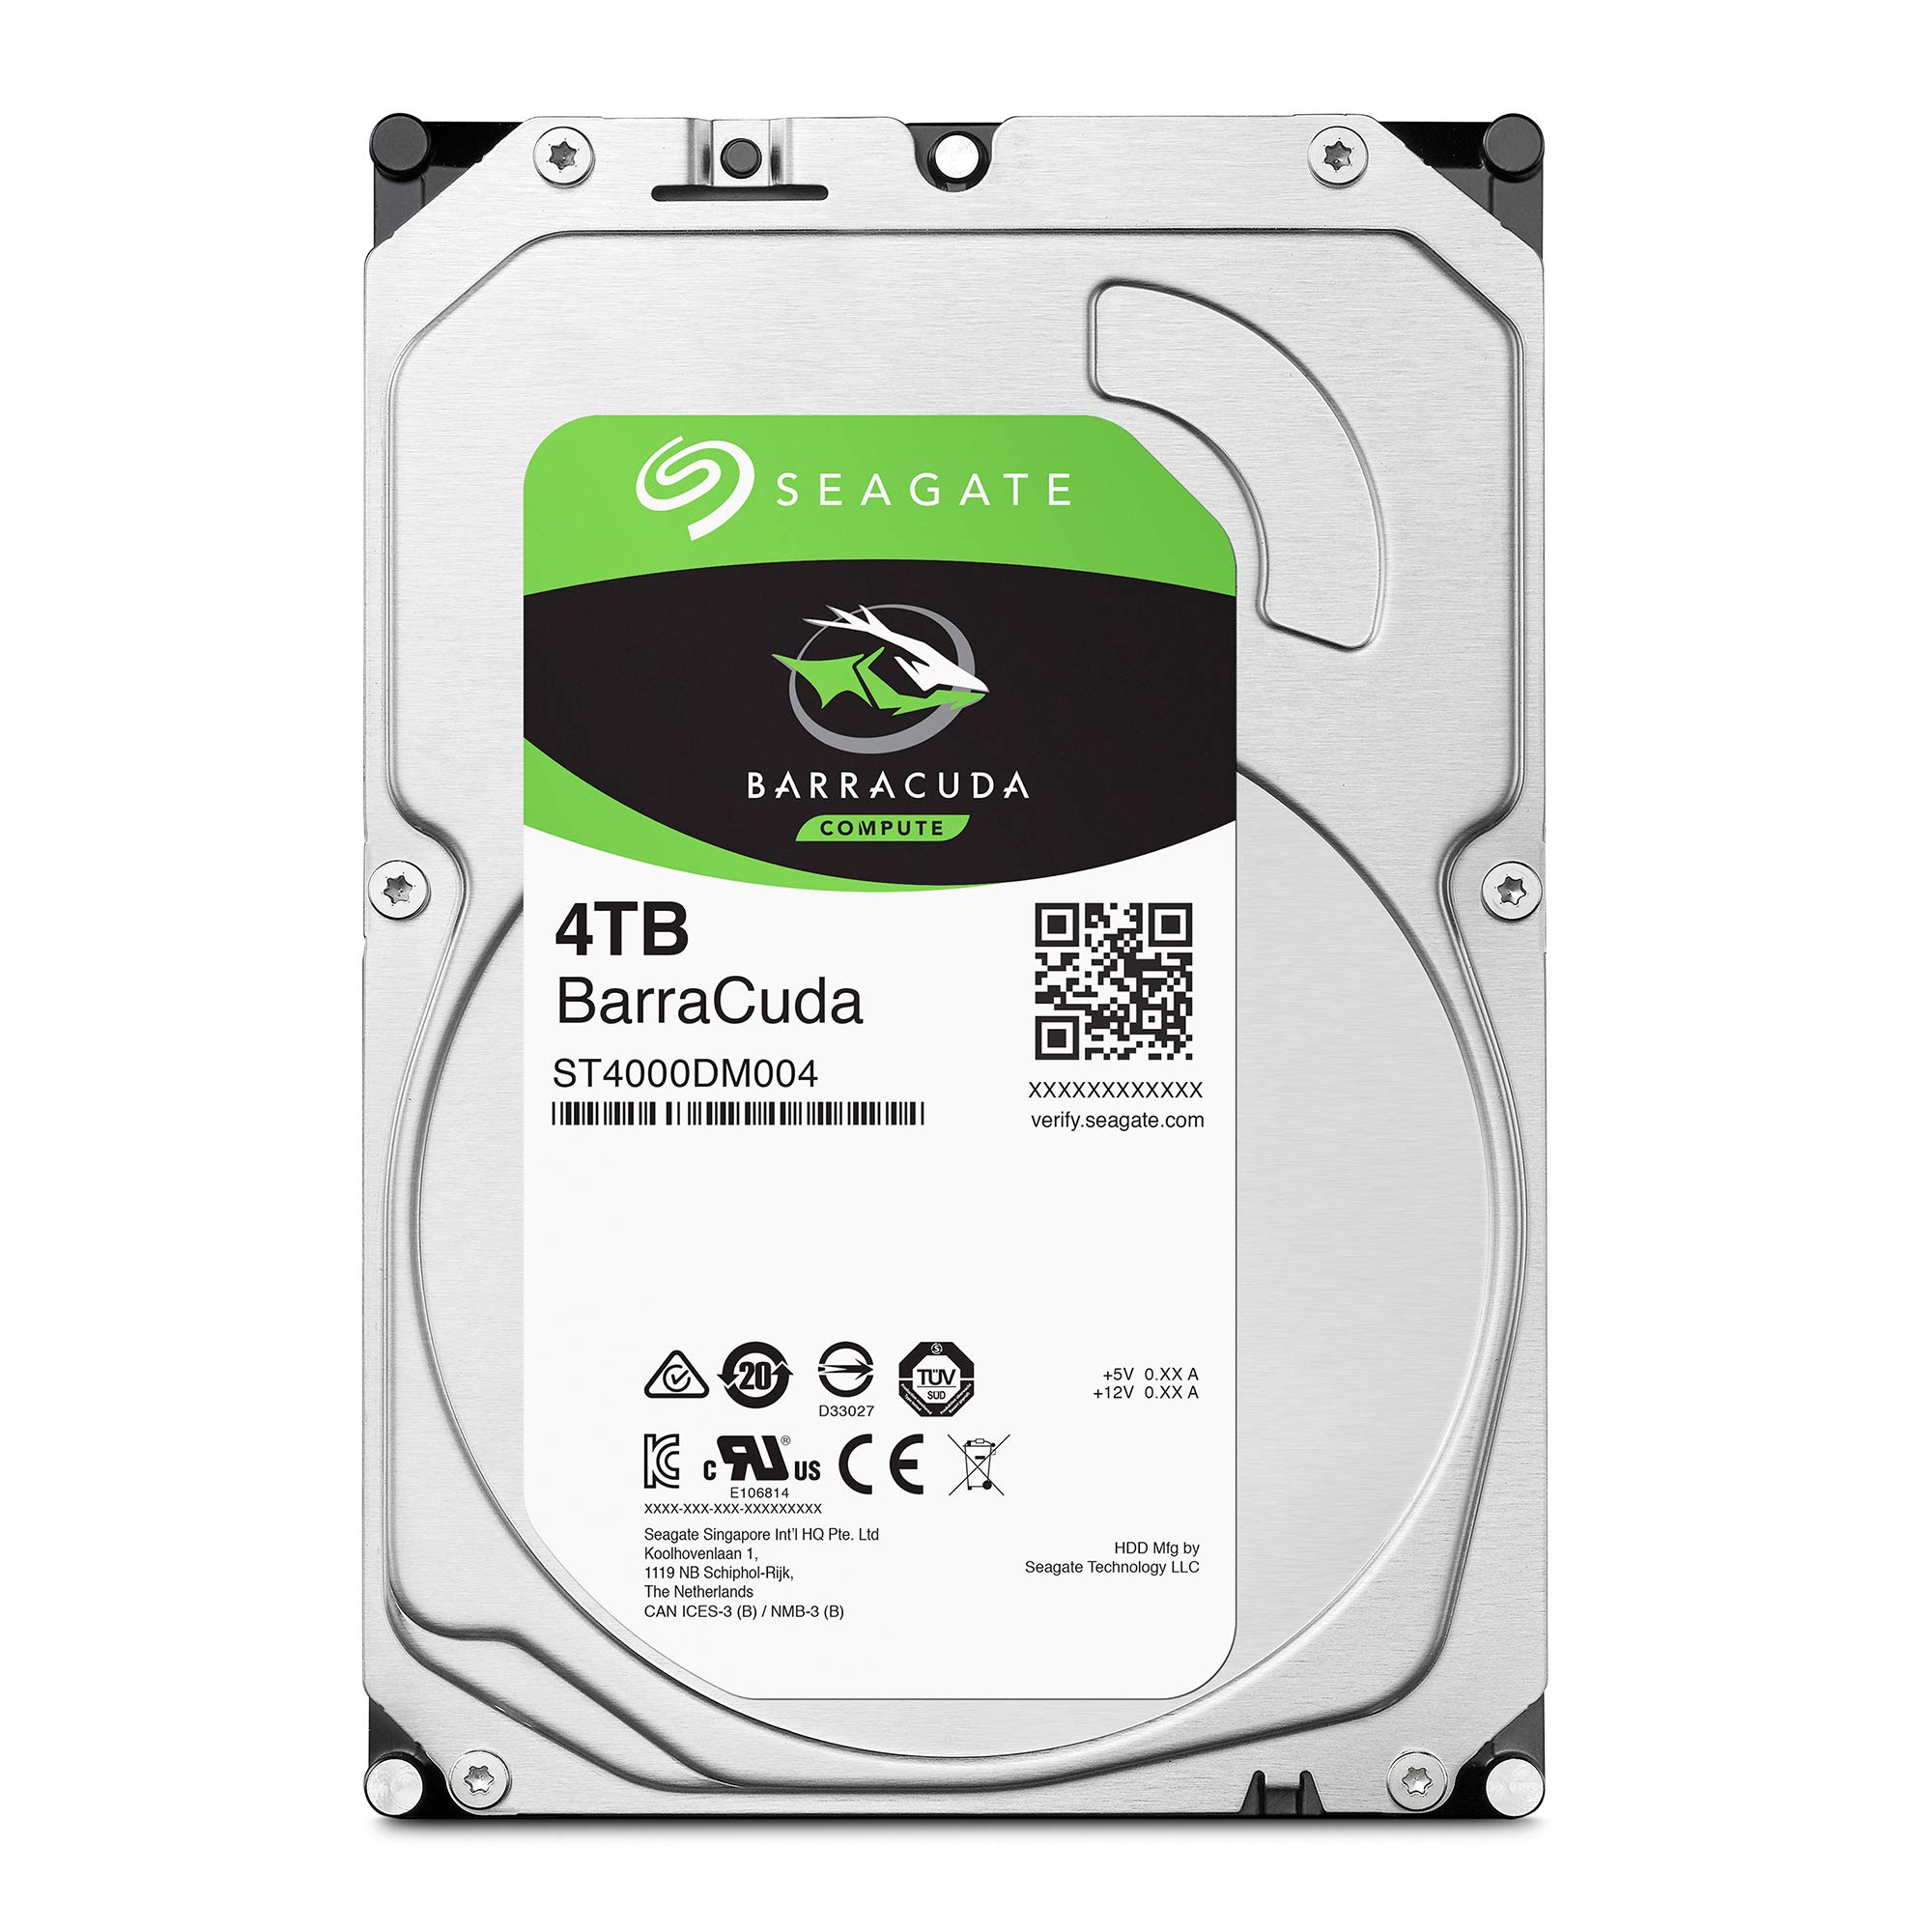 SEAGATE
BARRACUDA
COMPUTE
4TB
BarraCuda
ST4000DM004
XXXXXXXXXXXX
verify.seagate.com
20
D33027
TÜV
SÜD
+5V 0.XX A
+12V 0.XX A
C
US
®
CE
E106814
XXXX-XXX-XXX-XXXXXXXXX
Seagate Singapore Int'l HQ Pte. Ltd
Koolhovenlaan 1,
1119 NB Schiphol-Rijk,
The Netherlands
CAN ICES-3 (B) / NMB-3 (B)
HDD Mfg by
Seagate Technology LLC